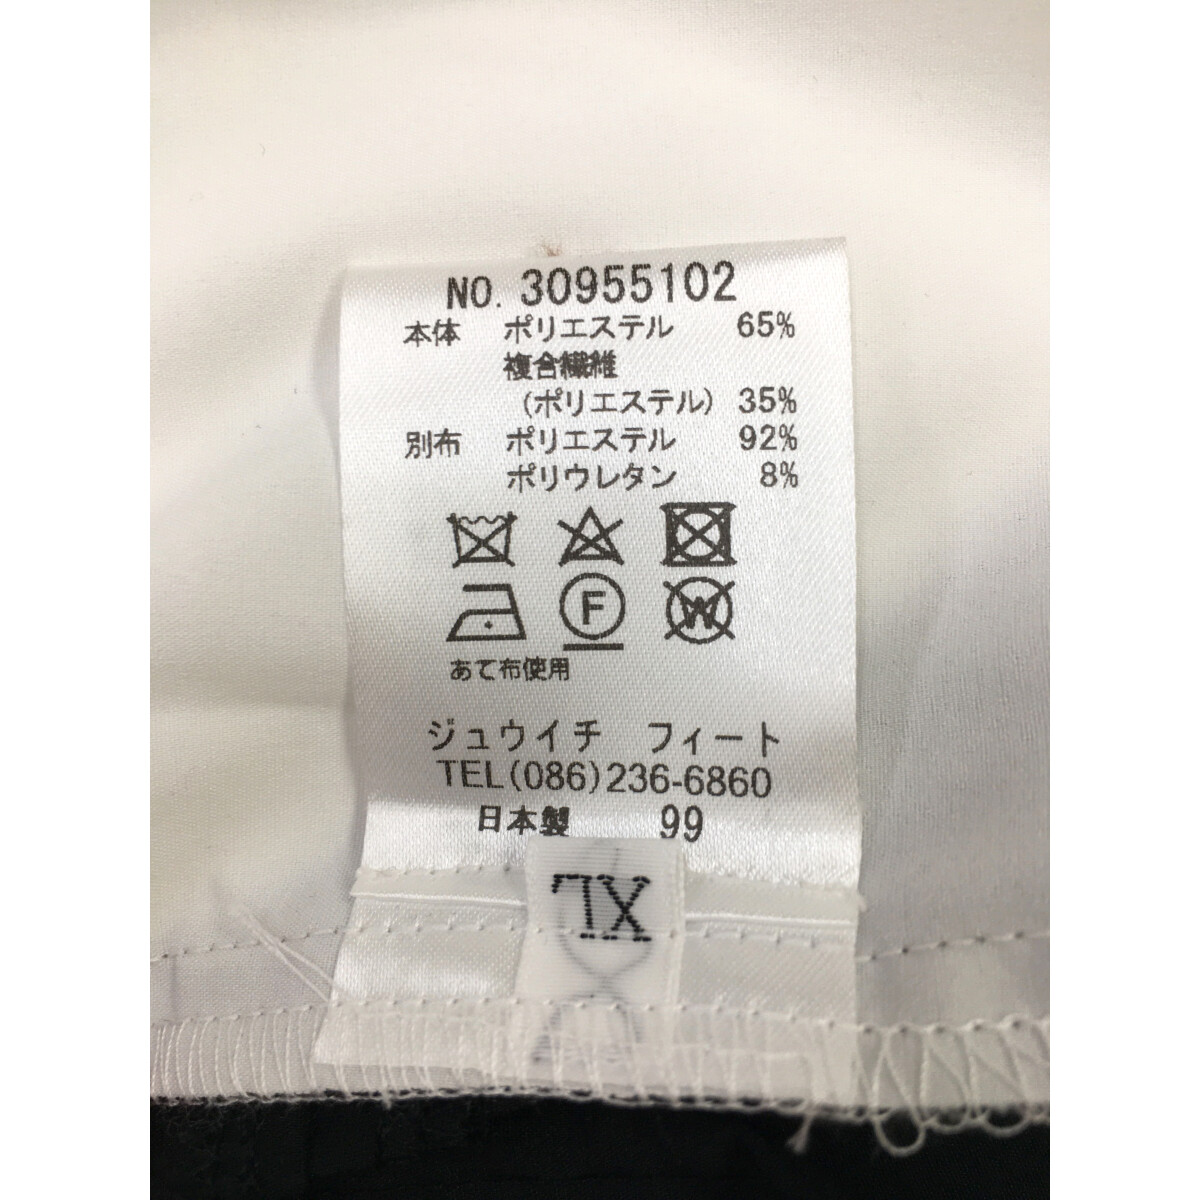 NO. 30955102
本体 ポリエステル 65%
複合繊維
(ポリエステル) 35%
別布 ポリエステル 92%
ポリウレタン 8%
F W
あて布使用
ジュウイチ フィート
TEL(086)236-6860
日本製 99
XL